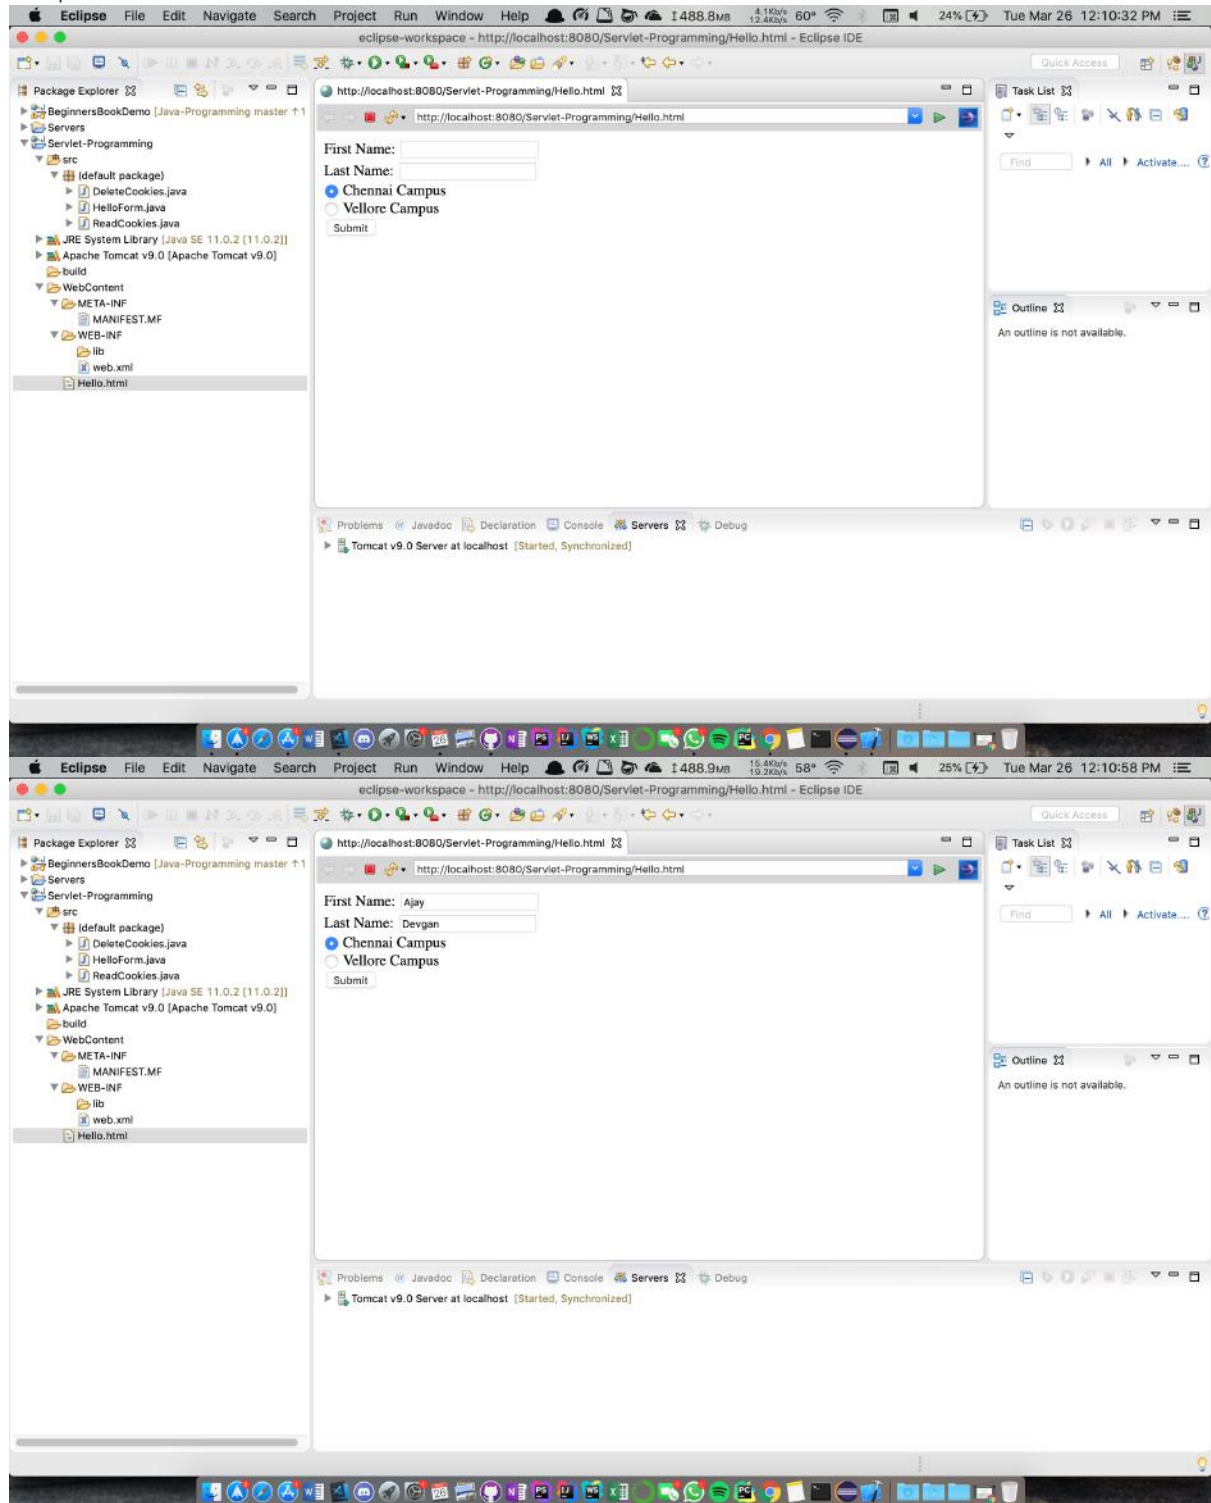 Eclipse File Edit Navigate Search Project Run Window Help 488.8MB 4.1Kb/s 12.4Kb/s 60° 24% Tue Mar 26 12:10:32 PM
eclipse-workspace - http://localhost:8080/Servlet-Programming/Hello.html - Eclipse IDE
Quick Access
Package Explorer
http://localhost:8080/Servlet-Programming/Hello.html
Task List
BeginnersBookDemo [Java-Programming master ↑1
http://localhost:8080/Servlet-Programming/Hello.html
Servers
Servlet-Programming
First Name:
src
Find All Activate...
(default package)
Last Name:
DeleteCookies.java
Chennai Campus
HelloForm.java
Vellore Campus
ReadCookies.java
Submit
JRE System Library [Java SE 11.0.2 [11.0.2]]
Apache Tomcat v9.0 [Apache Tomcat v9.0]
build
WebContent
META-INF
Outline
MANIFEST.MF
WEB-INF
An outline is not available.
lib
web.xml
Hello.html
Problems Javadoc Declaration Console Servers Debug
Tomcat v9.0 Server at localhost [Started, Synchronized]
Eclipse File Edit Navigate Search Project Run Window Help 488.9MB 15.4Kb/s 19.2Kb/s 58° 25% Tue Mar 26 12:10:58 PM
eclipse-workspace - http://localhost:8080/Servlet-Programming/Hello.html - Eclipse IDE
Quick Access
Package Explorer
http://localhost:8080/Servlet-Programming/Hello.html
Task List
BeginnersBookDemo [Java-Programming master ↑1
http://localhost:8080/Servlet-Programming/Hello.html
Servers
Servlet-Programming
First Name: Ajay
src
Find All Activate...
(default package)
Last Name: Devgan
DeleteCookies.java
Chennai Campus
HelloForm.java
Vellore Campus
ReadCookies.java
Submit
JRE System Library [Java SE 11.0.2 [11.0.2]]
Apache Tomcat v9.0 [Apache Tomcat v9.0]
build
WebContent
META-INF
Outline
MANIFEST.MF
WEB-INF
An outline is not available.
lib
web.xml
Hello.html
Problems Javadoc Declaration Console Servers Debug
Tomcat v9.0 Server at localhost [Started, Synchronized]